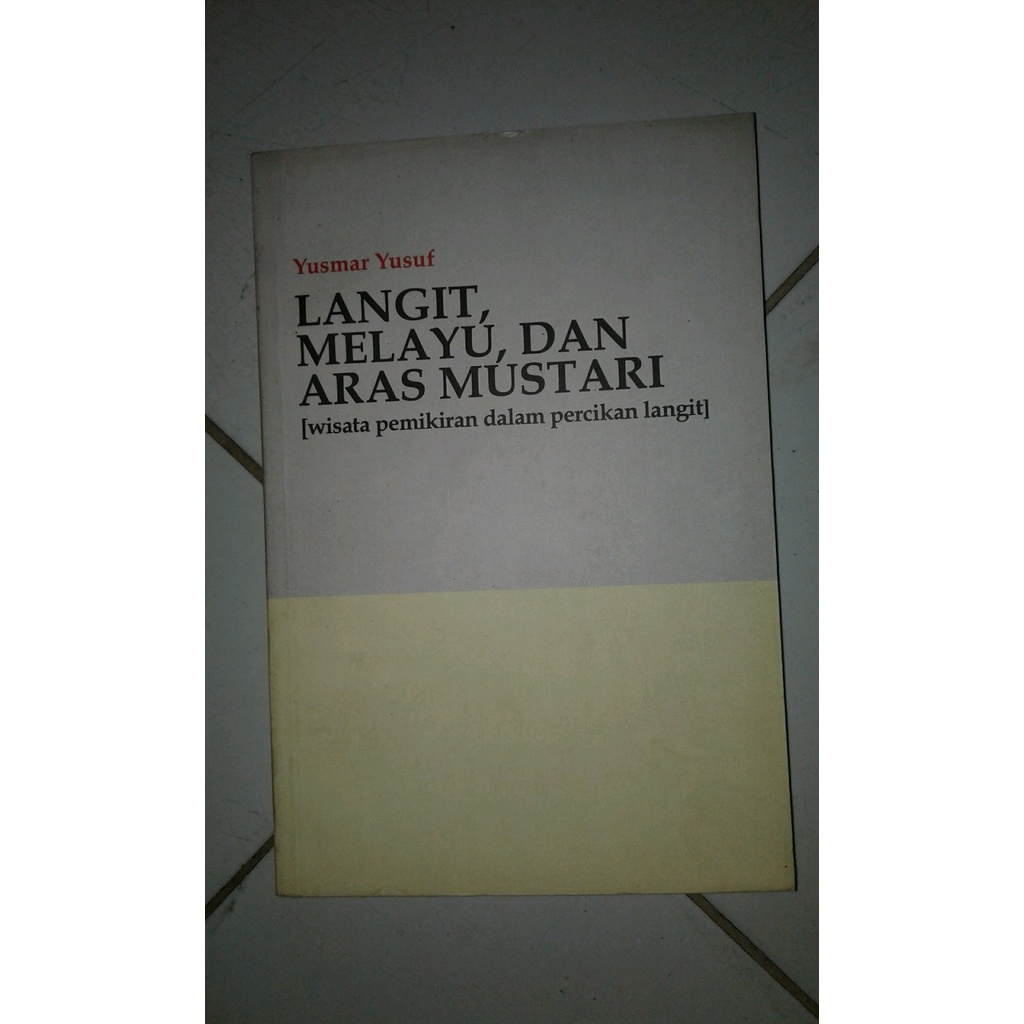 Yusmar Yusuf
LANGIT,
MELAYU, DAN
ARAS MUSTARI
[wisata pemikiran dalam percikan langit]